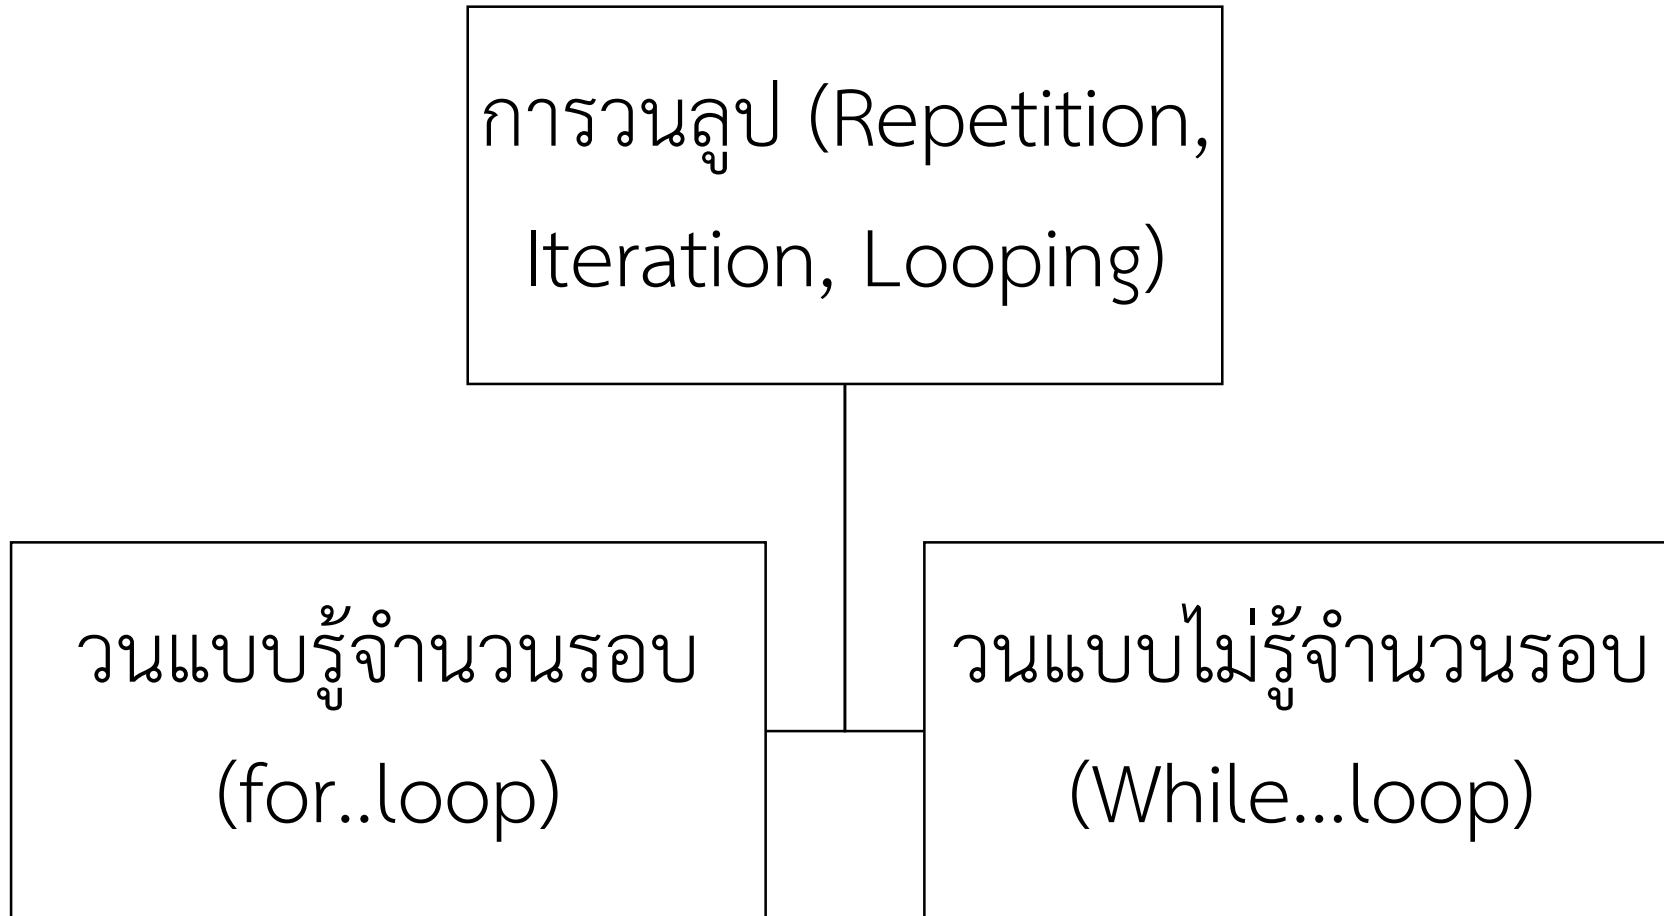 การวนลูป (Repetition,
Iteration, Looping)
วนแบบรู้จำนวนรอบ
(for..loop)
วนแบบไม่รู้จำนวนรอบ
(While...loop)